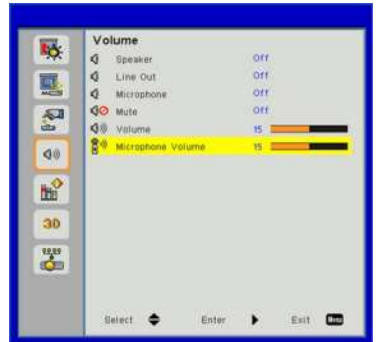 Volume
Speaker Off
Line Out Off
Microphone Off
Mute Off
Volume 15
Microphone Volume 15
3D
Select Enter Exit Menu